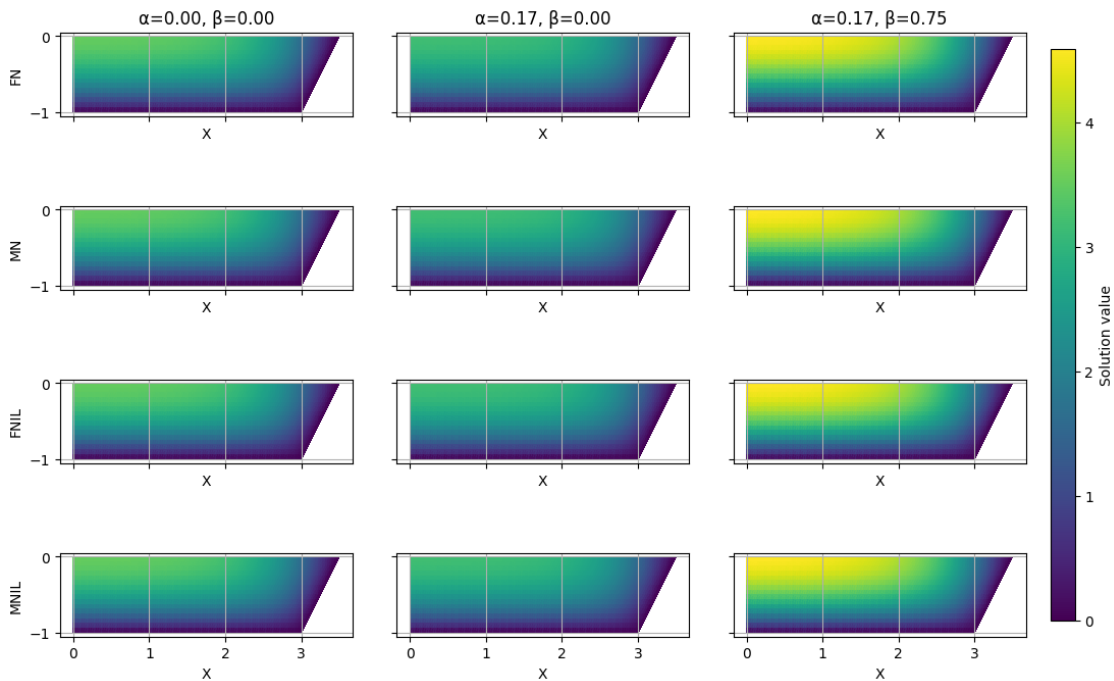 α=0.00, β=0.00 α=0.17, β=0.00 α=0.17, β=0.75
0
FN
−1
X X X
4
0
MN
−1
X X X
3
Solution value
2
0
FNIL
−1
X X X
1
0
MNIL
−1
0
0 1 2 3 0 1 2 3 0 1 2 3
X X X